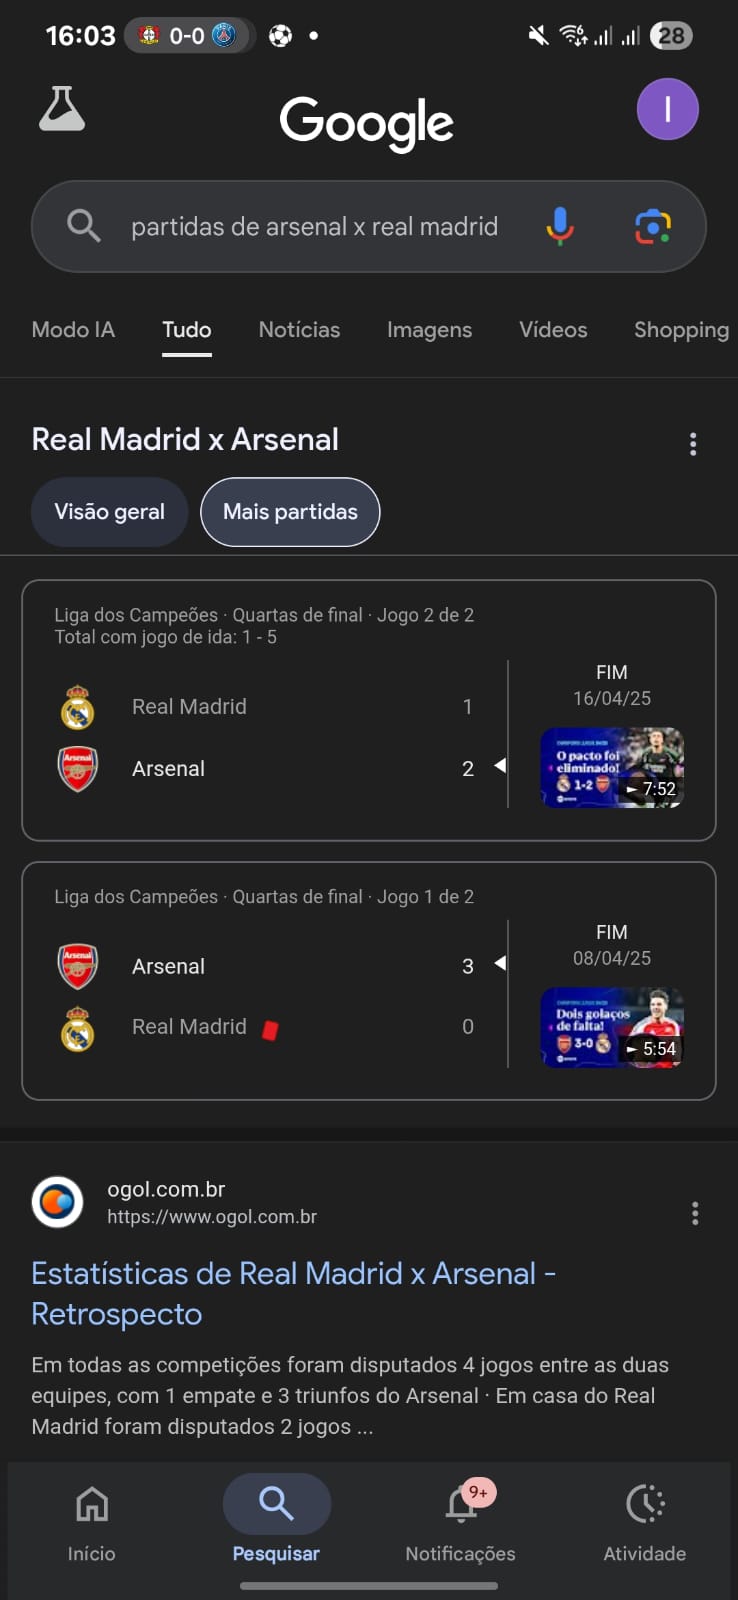 16:03 0-0 28
Google
I
partidas de arsenal x real madrid
Modo IA Tudo Notícias Imagens Vídeos Shopping
Real Madrid x Arsenal
Visão geral Mais partidas
Liga dos Campeões · Quartas de final · Jogo 2 de 2
Total com jogo de ida: 1 - 5
Real Madrid 1
Arsenal 2
FIM
16/04/25
O pacto foi
eliminado!
1-2
7:52
Liga dos Campeões · Quartas de final · Jogo 1 de 2
Arsenal 3
Real Madrid 0
FIM
08/04/25
Dois golaços
de falta!
3-0
5:54
ogol.com.br
https://www.ogol.com.br
Estatísticas de Real Madrid x Arsenal -
Retrospecto
Em todas as competições foram disputados 4 jogos entre as duas
equipes, com 1 empate e 3 triunfos do Arsenal · Em casa do Real
Madrid foram disputados 2 jogos ...
9+
Início Pesquisar Notificações Atividade